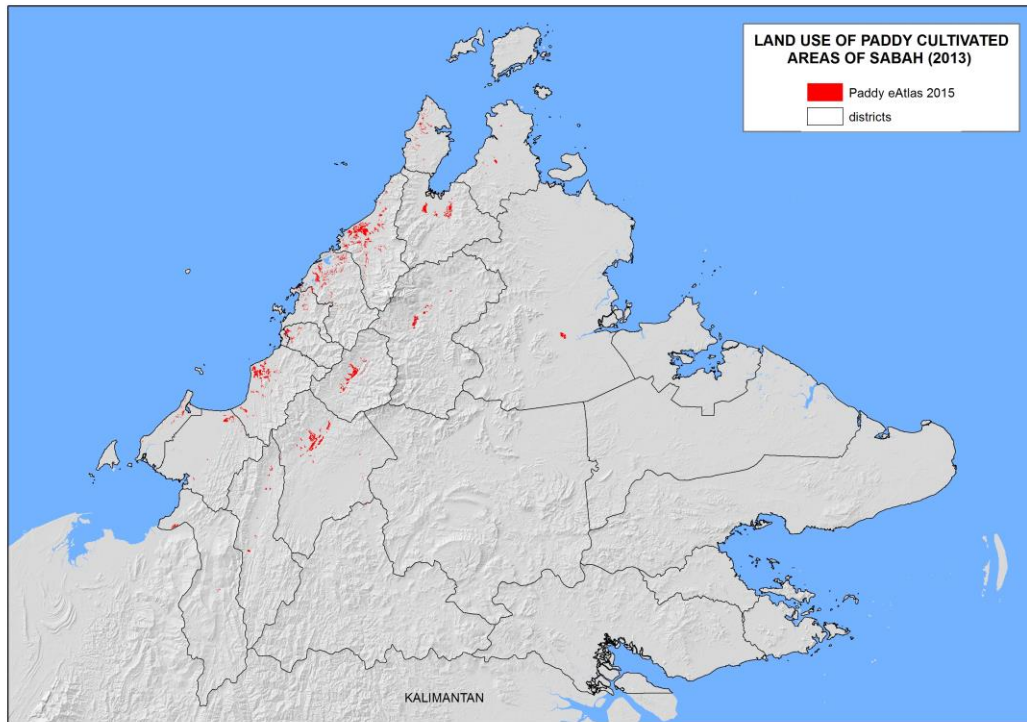 LAND USE OF PADDY CULTIVATED
AREAS OF SABAH (2013)
Paddy eAtlas 2015
districts
KALIMANTAN